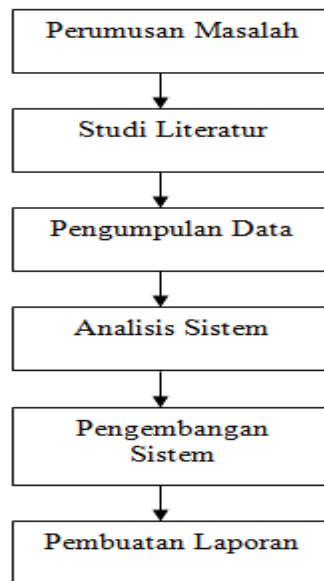 Perumusan Masalah
Studi Literatur
Pengumpulan Data
Analisis Sistem
Pengembangan
Sistem
Pembuatan Laporan